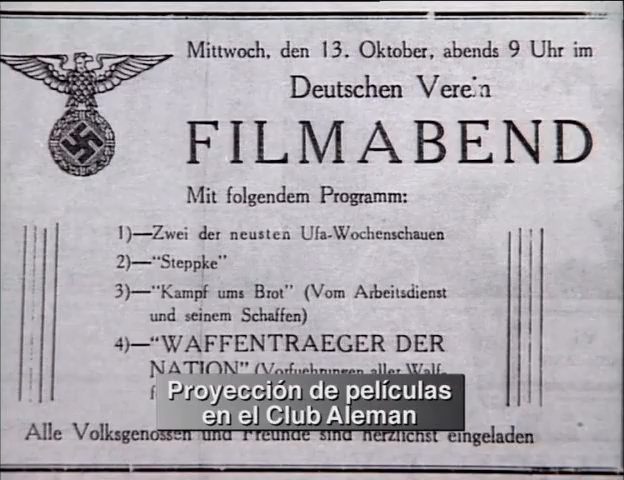 Mittwoch, den 13. Oktober, abends 9 Uhr im
Deutschen Verein
FILMABEND
Mit folgendem Programm:
1)—Zwei der neusten Ufa-Wochenschauen
2)—"Steppke"
3)—"Kampf ums Brot" (Vom Arbeitsdienst
und seinem Schaffen)
4)—"WAFFENTRAEGER DER
NATION" (Vorfuehrungen aller
Proyección de películas
en el Club Aleman
Alle Volksgenossen und Freunde sind herzlichst eingeladen